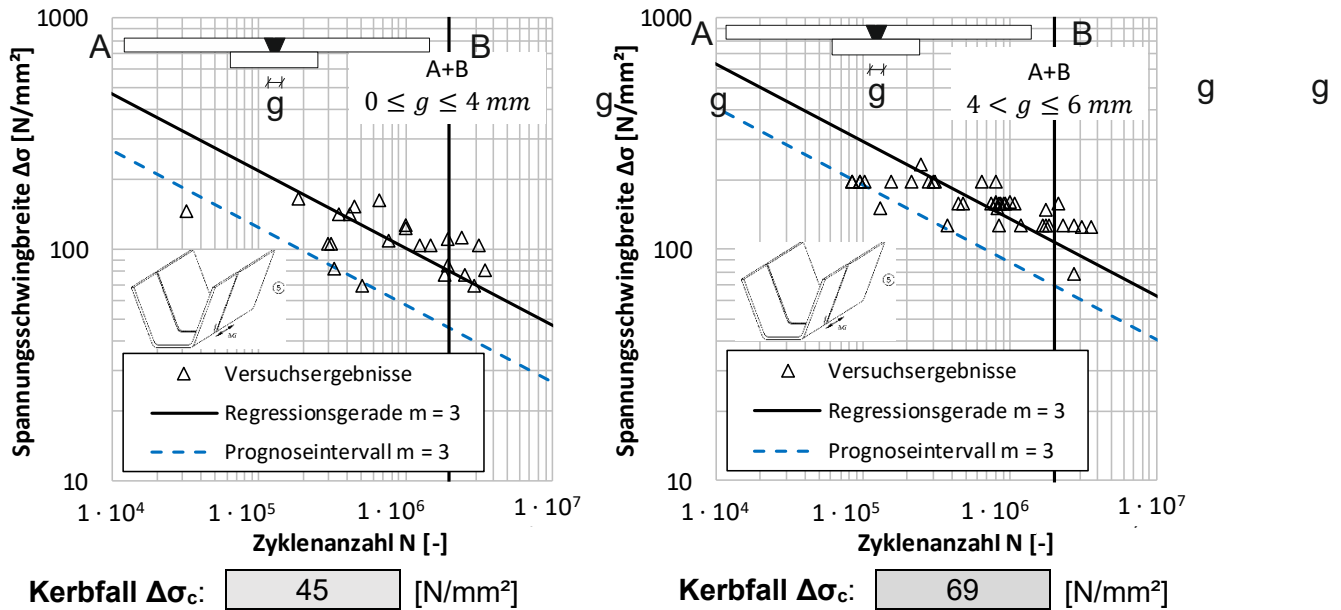 1000
A
B
A+B
0 ≤ g ≤ 4 mm
g
100
10
Spannungsschwingbreite Δσ [N/mm²]
5
Versuchsergebnisse
Regressionsgerade m = 3
Prognoseintervall m = 3
1 · 10⁴
1 · 10⁵
1 · 10⁶
1 · 10⁷
Zyklenanzahl N [-]
Kerbfall Δσc: 45 [N/mm²]
g
g
1000
A
B
A+B
4 < g ≤ 6 mm
g
100
10
Spannungsschwingbreite Δσ [N/mm²]
5
Versuchsergebnisse
Regressionsgerade m = 3
Prognoseintervall m = 3
1 · 10⁴
1 · 10⁵
1 · 10⁶
1 · 10⁷
Zyklenanzahl N [-]
Kerbfall Δσc: 69 [N/mm²]
g
g